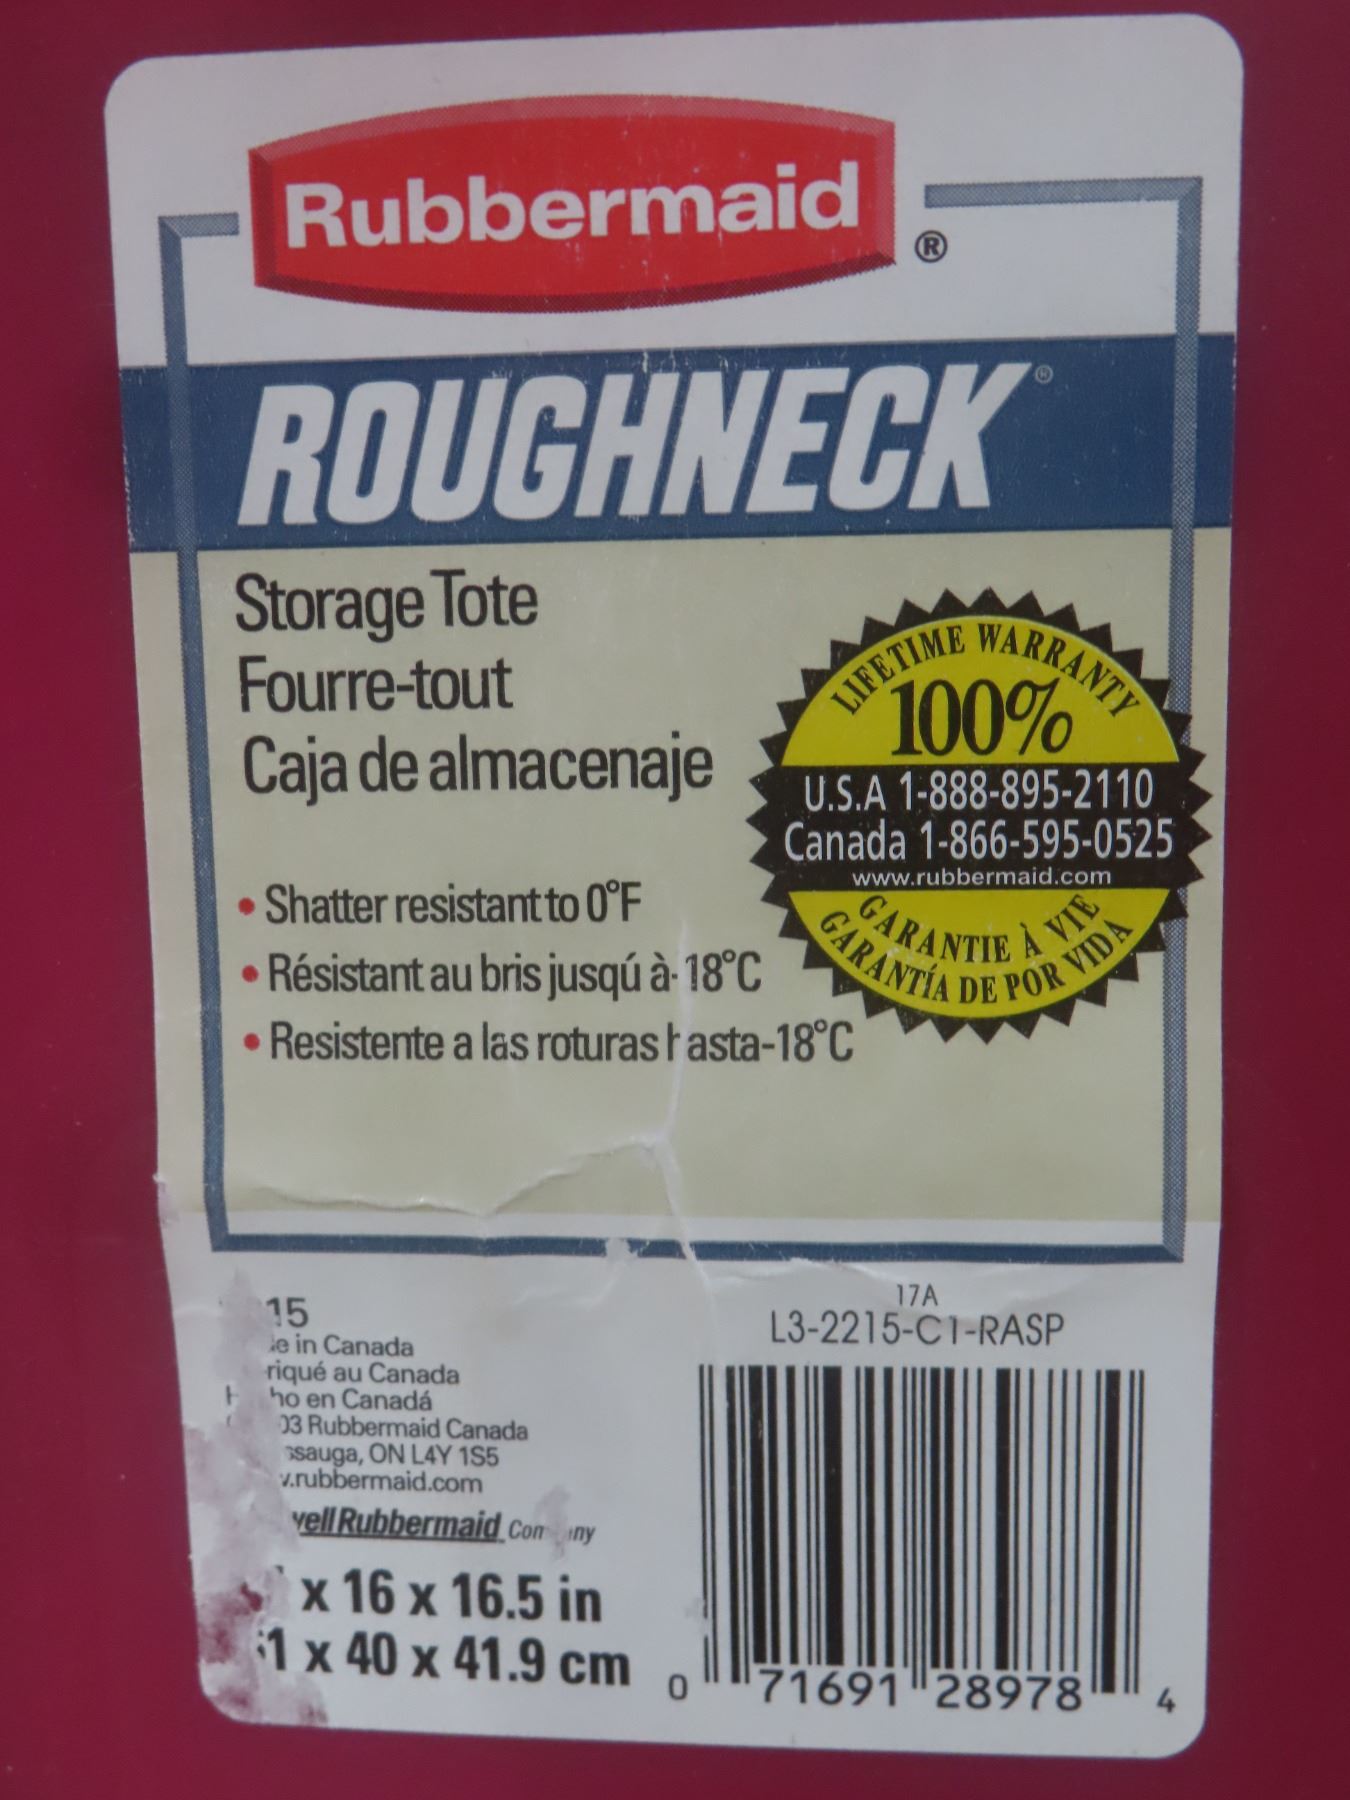 Rubbermaid ®
ROUGHNECK ®
Storage Tote
Fourre-tout
Caja de almacenaje
LIFETIME WARRANTY
100%
U.S.A 1-888-895-2110
Canada 1-866-595-0525
www.rubbermaid.com
GARANTIE À VIE
GARANTÍA DE POR VIDA
• Shatter resistant to 0°F
• Résistant au bris jusqú à-18°C
• Resistente a las roturas hasta-18°C
15
in Canada
au Canada
en Canadá
03 Rubbermaid Canada
ON L4Y 1S5
.rubbermaid.com
Rubbermaid
x 16 x 16.5 in
1 x 40 x 41.9 cm
17A
L3-2215-C1-RASP
0 71691 28978 4